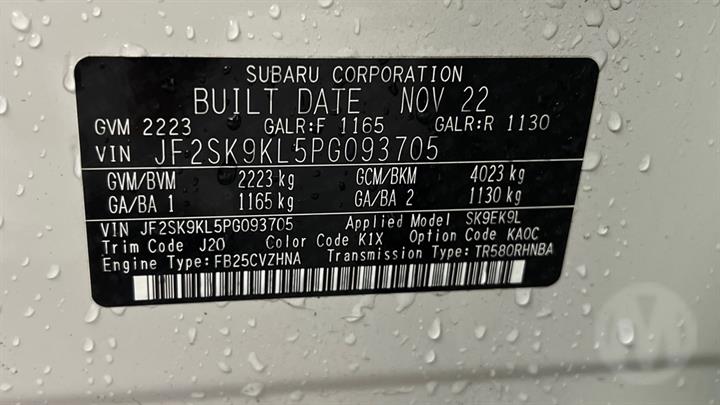 SUBARU CORPORATION
BUILT DATE NOV 22
GVM 2223 GALR:F 1165 GALR:R 1130
VIN JF2SK9KL5PG093705
GVM/BVM 2223 kg GCM/BKM 4023 kg
GA/BA 1 1165 kg GA/BA 2 1130 kg
VIN JF2SK9KL5PG093705 Applied Model SK9EK9L
Trim Code J20 Color Code K1X Option Code KA0C
Engine Type:FB25CVZHNA Transmission Type:TR580RHNBA
M